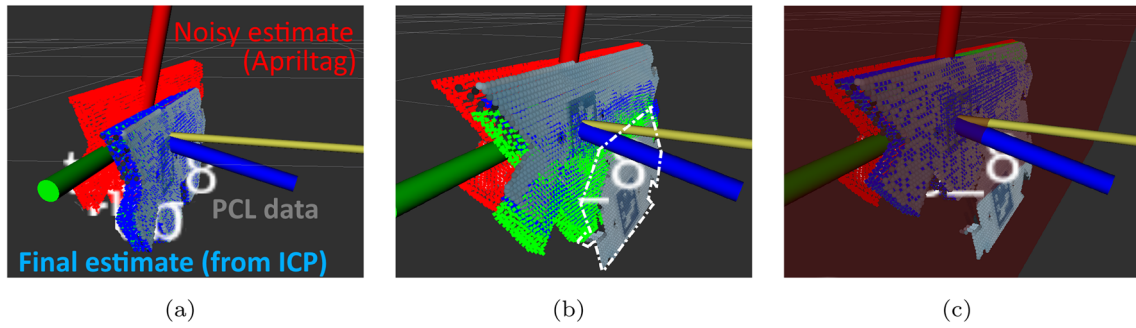 Noisy estimate
(Apriltag)
PCL data
Final estimate (from ICP)
(a)
(b)
(c)